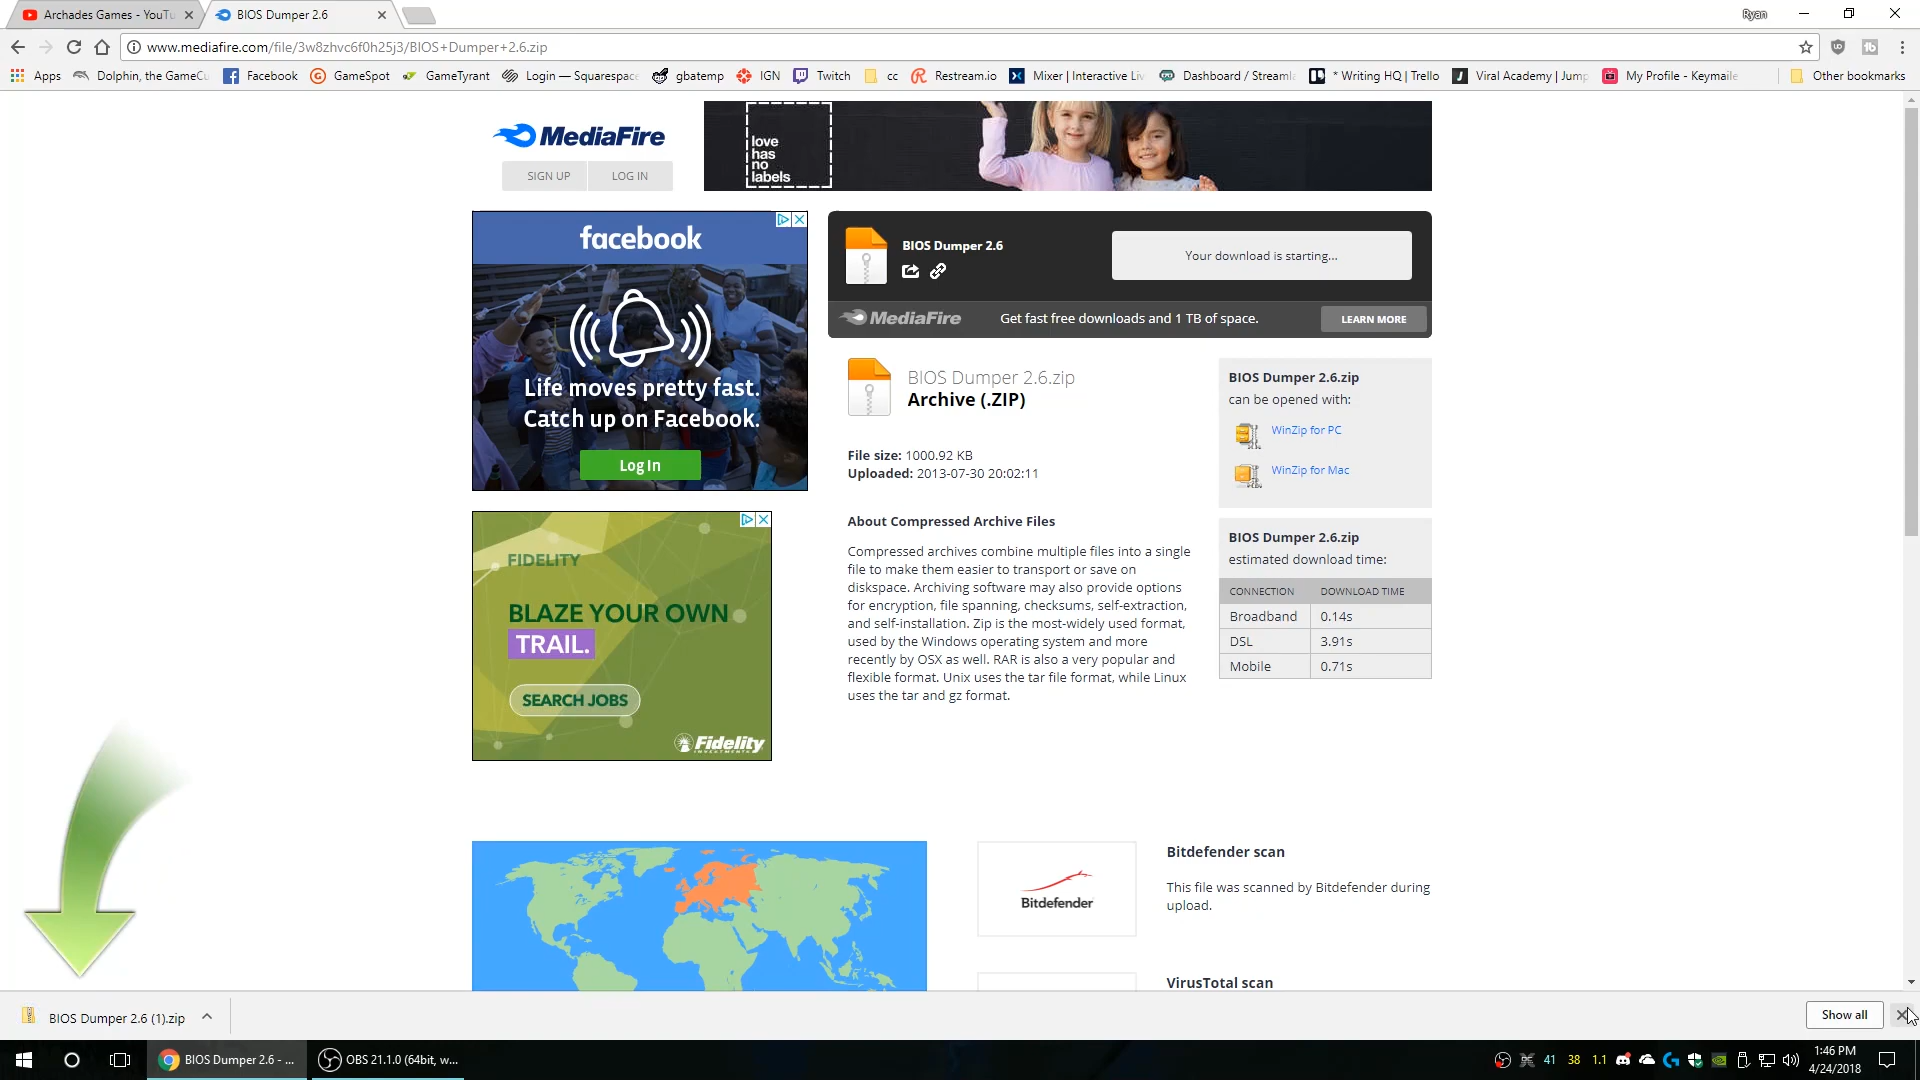 Archades Games - YouTu
BIOS Dumper 2.6
Ryan
www.mediafire.com/file/3w8zhvc6f0h25j3/BIOS+Dumper+2.6.zip
Apps
Dolphin, the GameCu
Facebook
GameSpot
GameTyrant
Login — Squarespace
gbatemp
IGN
Twitch
cc
Restream.io
Mixer | Interactive Liv
Dashboard / Streamla
* Writing HQ | Trello
Viral Academy | Jump
My Profile - Keymaile
Other bookmarks
MediaFire
SIGN UP
LOG IN
love
has
no
labels
facebook
Life moves pretty fast.
Catch up on Facebook.
Log In
BIOS Dumper 2.6
Your download is starting...
MediaFire
Get fast free downloads and 1 TB of space.
LEARN MORE
BIOS Dumper 2.6.zip
Archive (.ZIP)
File size: 1000.92 KB
Uploaded: 2013-07-30 20:02:11
About Compressed Archive Files
Compressed archives combine multiple files into a single
file to make them easier to transport or save on
diskspace. Archiving software may also provide options
for encryption, file spanning, checksums, self-extraction,
and self-installation. Zip is the most-widely used format,
used by the Windows operating system and more
recently by OSX as well. RAR is also a very popular and
flexible format. Unix uses the tar file format, while Linux
uses the tar and gz format.
BIOS Dumper 2.6.zip
can be opened with:
WinZip for PC
WinZip for Mac
BIOS Dumper 2.6.zip
estimated download time:
CONNECTION DOWNLOAD TIME
Broadband 0.14s
DSL 3.91s
Mobile 0.71s
FIDELITY
BLAZE YOUR OWN
TRAIL.
SEARCH JOBS
Fidelity
INVESTMENTS
Bitdefender
Bitdefender scan
This file was scanned by Bitdefender during
upload.
VirusTotal scan
BIOS Dumper 2.6 (1).zip
Show all
BIOS Dumper 2.6 - ...
OBS 21.1.0 (64bit, w...
41
38
1.1
1:46 PM
4/24/2018